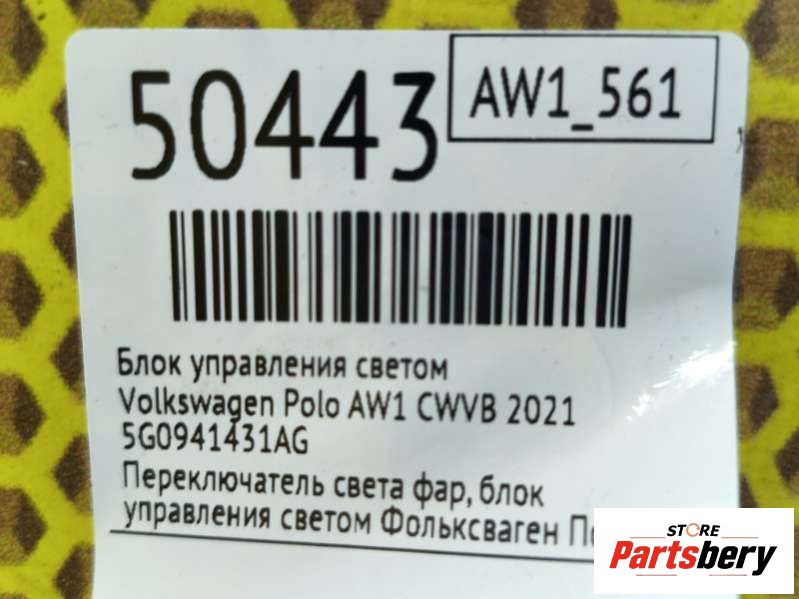 50443
AW1_561
Блок управления светом
Volkswagen Polo AW1 CWVB 2021
5G0941431AG
Переключатель света фар, блок
управления светом Фольксваген
STORE
Partsbery